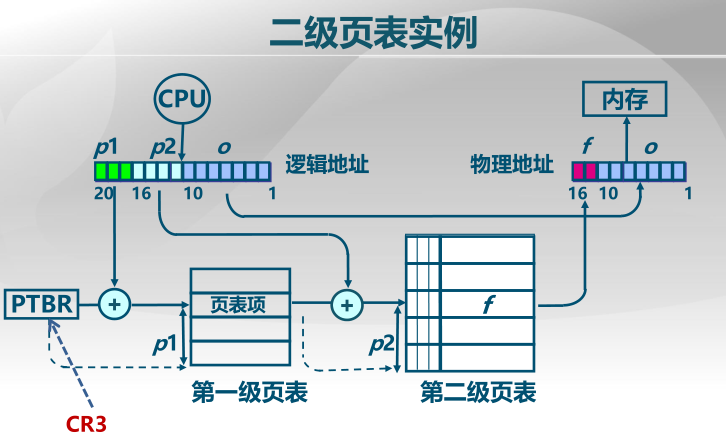 二级页表实例
CPU
内存
p1 p2 o
逻辑地址
物理地址
f o
20 16 10 1
16 10 1
PTBR
+
页表项
+
f
p1
p2
第一级页表
第二级页表
CR3